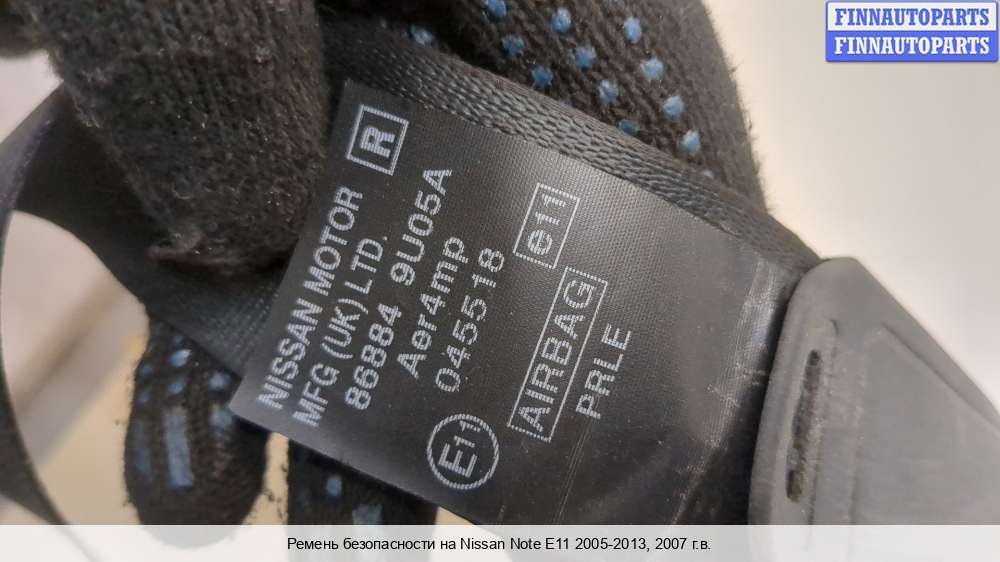 FINNAUTOPARTS
FINNAUTOPARTS
R
NISSAN MOTOR
MFG (UK) LTD.
86884 9U05A
Aer4mp
045518
e11
E11
AIRBAG
PRLE
Ремень безопасности на Nissan Note E11 2005-2013, 2007 г.в.